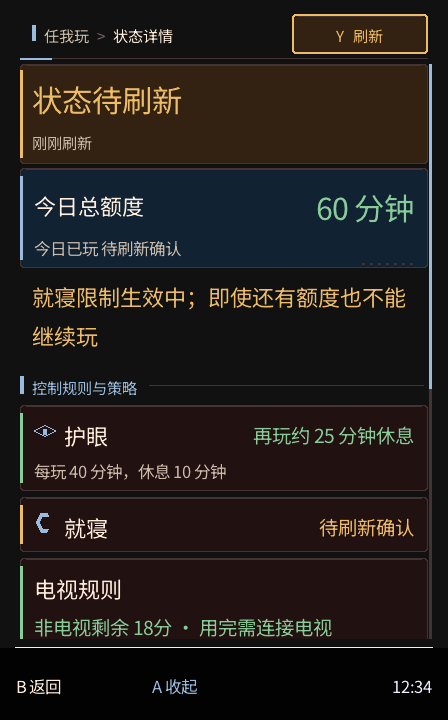 任我玩 > 状态详情
Y 刷新
状态待刷新
刚刚刷新
今日总额度
60 分钟
今日已玩 待刷新确认
就寝限制生效中；即使还有额度也不能
继续玩
控制规则与策略
护眼
再玩约 25 分钟休息
每玩 40 分钟，休息 10 分钟
就寝
待刷新确认
电视规则
非电视剩余 18分 · 用完需连接电视
B 返回
A 收起
12:34